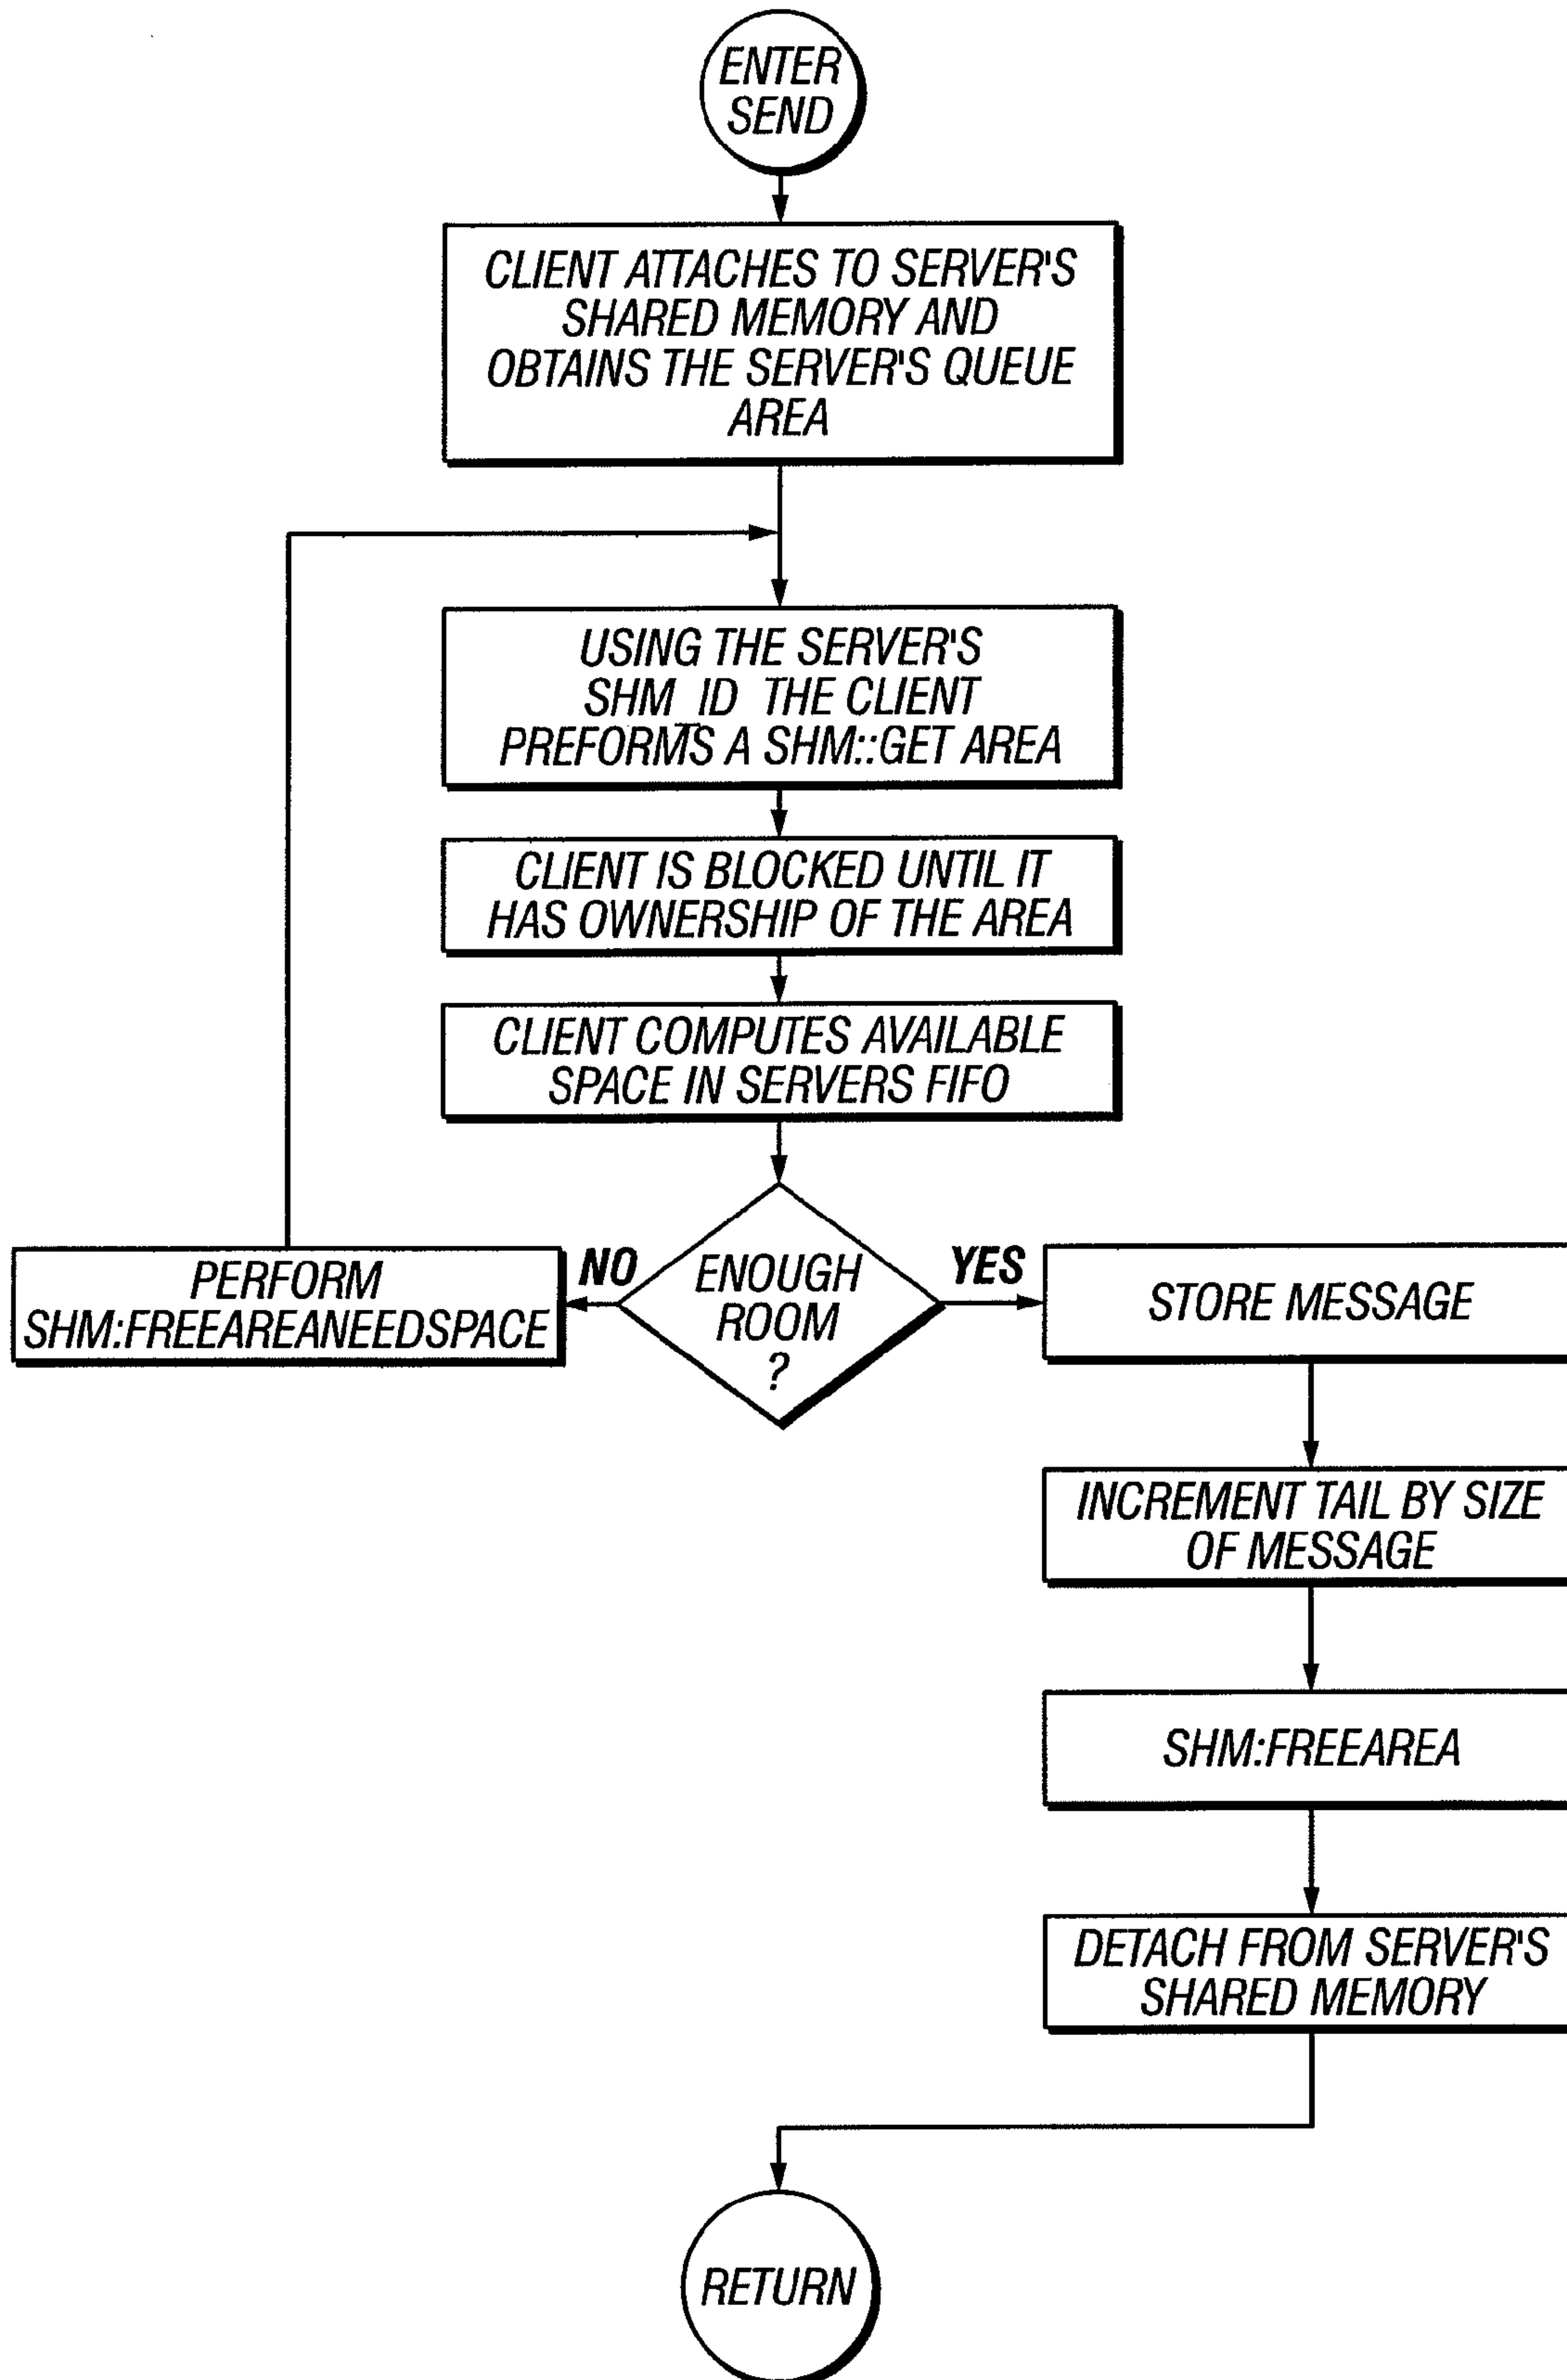 ENTER
SEND
CLIENT ATTACHES TO SERVER'S
SHARED MEMORY AND
OBTAINS THE SERVER'S QUEUE
AREA
USING THE SERVER'S
SHM_ID THE CLIENT
PREFORMS A SHM::GET AREA
CLIENT IS BLOCKED UNTIL IT
HAS OWNERSHIP OF THE AREA
CLIENT COMPUTES AVAILABLE
SPACE IN SERVERS FIFO
ENOUGH
ROOM
?
NO
PERFORM
SHM:FREEAREANEEDSPACE
YES
STORE MESSAGE
INCREMENT TAIL BY SIZE
OF MESSAGE
SHM:FREEAREA
DETACH FROM SERVER'S
SHARED MEMORY
RETURN